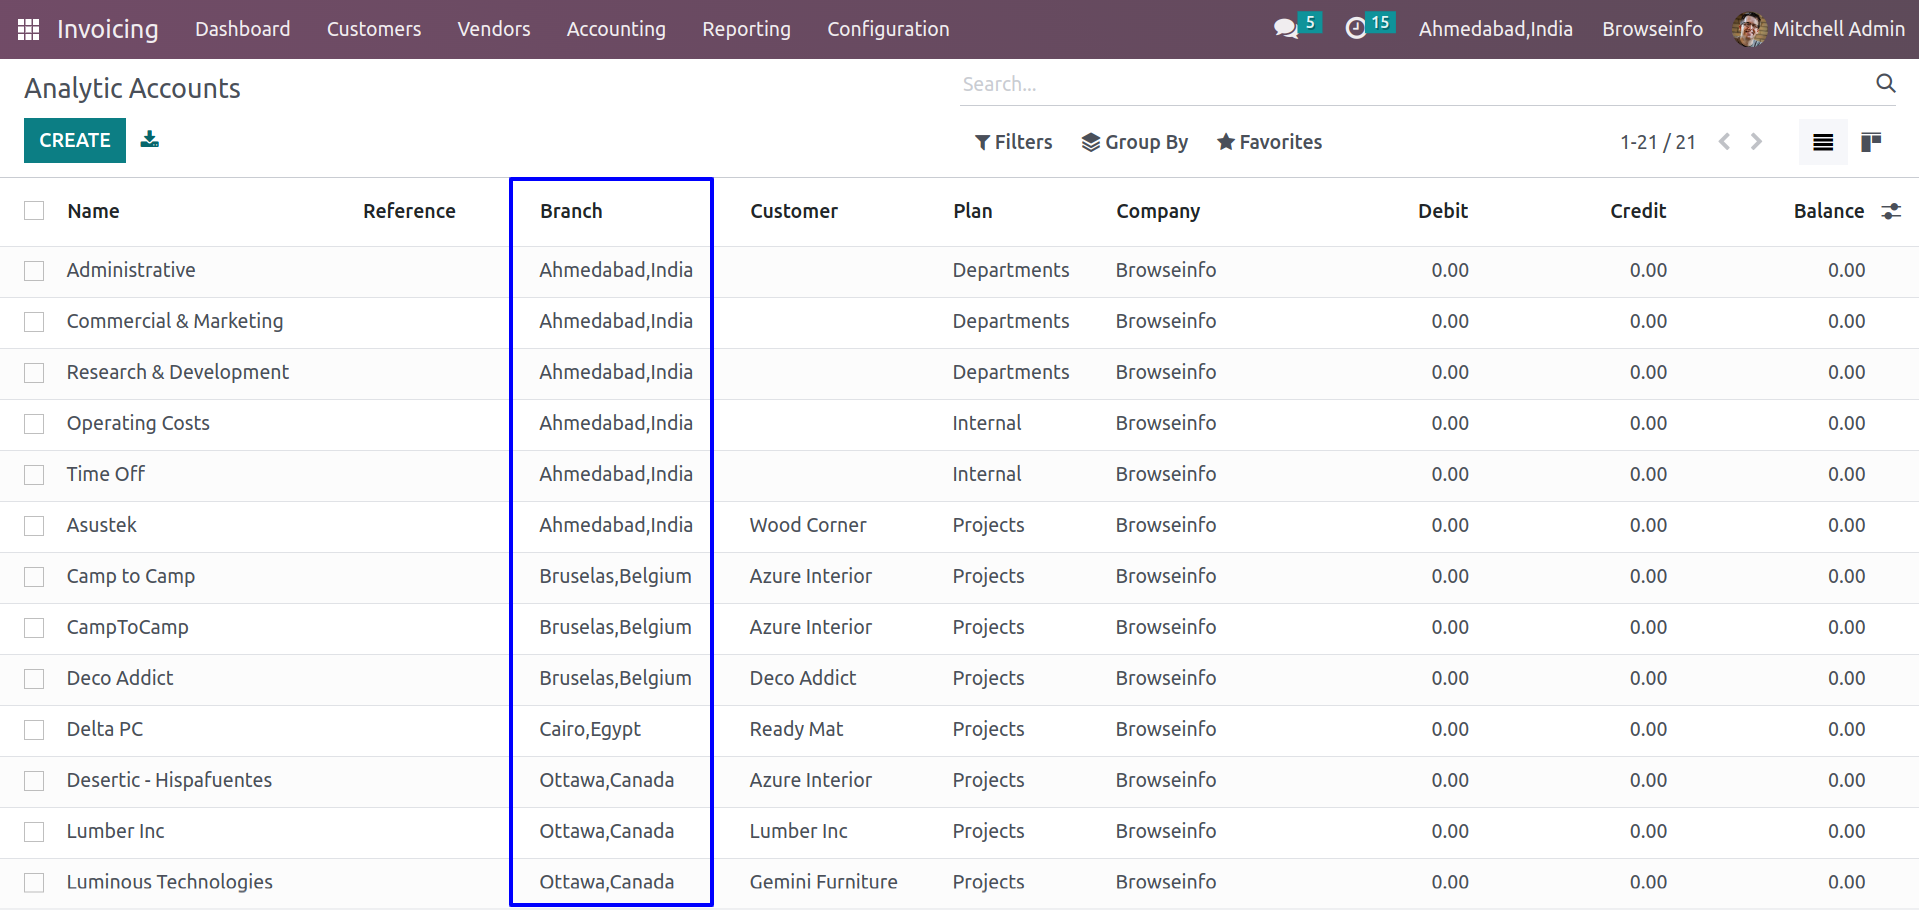 Invoicing Dashboard Customers Vendors Accounting Reporting Configuration 5 15 Ahmedabad,India Browseinfo Mitchell Admin
Analytic Accounts
Search...
CREATE
Filters Group By Favorites 1-21 / 21
Name Reference Branch Customer Plan Company Debit Credit Balance
Administrative Ahmedabad,India Departments Browseinfo 0.00 0.00 0.00
Commercial & Marketing Ahmedabad,India Departments Browseinfo 0.00 0.00 0.00
Research & Development Ahmedabad,India Departments Browseinfo 0.00 0.00 0.00
Operating Costs Ahmedabad,India Internal Browseinfo 0.00 0.00 0.00
Time Off Ahmedabad,India Internal Browseinfo 0.00 0.00 0.00
Asustek Ahmedabad,India Wood Corner Projects Browseinfo 0.00 0.00 0.00
Camp to Camp Bruselas,Belgium Azure Interior Projects Browseinfo 0.00 0.00 0.00
CampToCamp Bruselas,Belgium Azure Interior Projects Browseinfo 0.00 0.00 0.00
Deco Addict Bruselas,Belgium Deco Addict Projects Browseinfo 0.00 0.00 0.00
Delta PC Cairo,Egypt Ready Mat Projects Browseinfo 0.00 0.00 0.00
Desertic - Hispafuentes Ottawa,Canada Azure Interior Projects Browseinfo 0.00 0.00 0.00
Lumber Inc Ottawa,Canada Lumber Inc Projects Browseinfo 0.00 0.00 0.00
Luminous Technologies Ottawa,Canada Gemini Furniture Projects Browseinfo 0.00 0.00 0.00